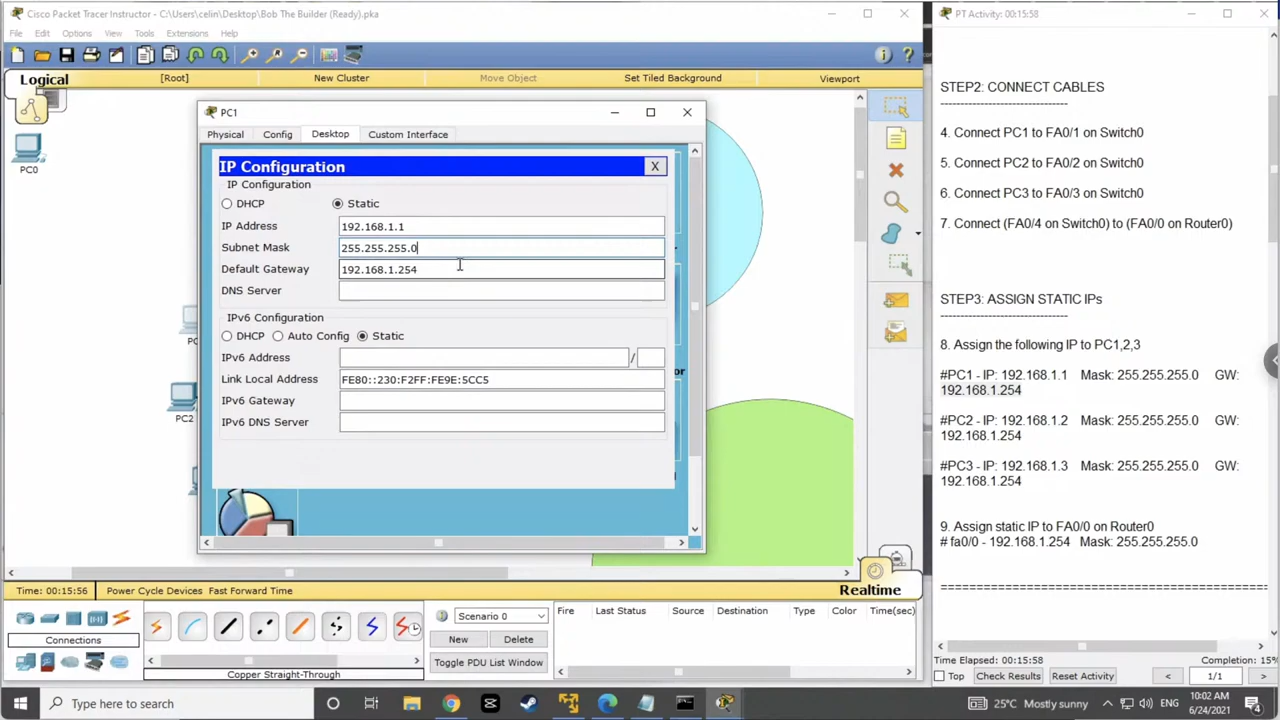 Cisco Packet Tracer Instructor - C:\Users\celin\Desktop\Bob The Builder (Ready).pka
File Edit Options View Tools Extensions Help
Logical
[Root]
New Cluster
Move Object
Set Tiled Background
Viewport
PC0
PC2
PC1
Physical
Config
Desktop
Custom Interface
IP Configuration
X
IP Configuration
DHCP
Static
IP Address
192.168.1.1
Subnet Mask
255.255.255.0
Default Gateway
192.168.1.254
DNS Server
IPv6 Configuration
DHCP
Auto Config
Static
IPv6 Address
/
Link Local Address
FE80::230:F2FF:FE9E:5CC5
IPv6 Gateway
IPv6 DNS Server
Time: 00:15:56
Power Cycle Devices Fast Forward Time
Realtime
Connections
Copper Straight-Through
Scenario 0
New
Delete
Toggle PDU List Window
Fire
Last Status
Source
Destination
Type
Color
Time(sec)
PT Activity: 00:15:58
STEP2: CONNECT CABLES
-------------------------------
4. Connect PC1 to FA0/1 on Switch0
5. Connect PC2 to FA0/2 on Switch0
6. Connect PC3 to FA0/3 on Switch0
7. Connect (FA0/4 on Switch0) to (FA0/0 on Router0)
STEP3: ASSIGN STATIC IPs
-------------------------------
8. Assign the following IP to PC1,2,3
#PC1 - IP: 192.168.1.1 Mask: 255.255.255.0 GW:
192.168.1.254
#PC2 - IP: 192.168.1.2 Mask: 255.255.255.0 GW:
192.168.1.254
#PC3 - IP: 192.168.1.3 Mask: 255.255.255.0 GW:
192.168.1.254
9. Assign static IP to FA0/0 on Router0
# fa0/0 - 192.168.1.254 Mask: 255.255.255.0
========================================
Time Elapsed: 00:15:58
Completion: 15%
Top
Check Results
Reset Activity
<
1/1
>
Type here to search
25°C Mostly sunny
ENG
10:02 AM
6/24/2021